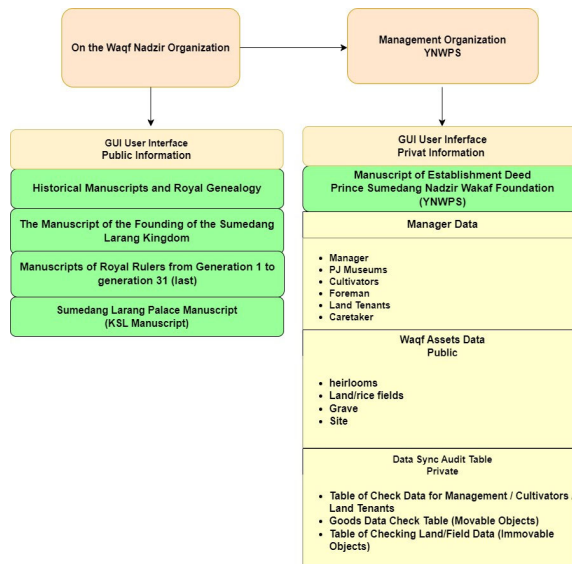 On the Waqf Nadzir Organization
Management Organization
YNWPS
GUI User Interface
Public Information
Historical Manuscripts and Royal Genealogy
The Manuscript of the Founding of the Sumedang
Larang Kingdom
Manuscripts of Royal Rulers from Generation 1 to
generation 31 (last)
Sumedang Larang Palace Manuscript
(KSL Manuscript)
GUI User Inferface
Privat Information
Manuscript of Establishment Deed
Prince Sumedang Nadzir Wakaf Foundation
(YNWPS)
Manager Data
• Manager
• PJ Museums
• Cultivators
• Foreman
• Land Tenants
• Caretaker
Waqf Assets Data
Public
• heirlooms
• Land/rice fields
• Grave
• Site
Data Sync Audit Table
Private
• Table of Check Data for Management / Cultivators /
Land Tenants
• Goods Data Check Table (Movable Objects)
• Table of Checking Land/Field Data (Immovable
Objects)